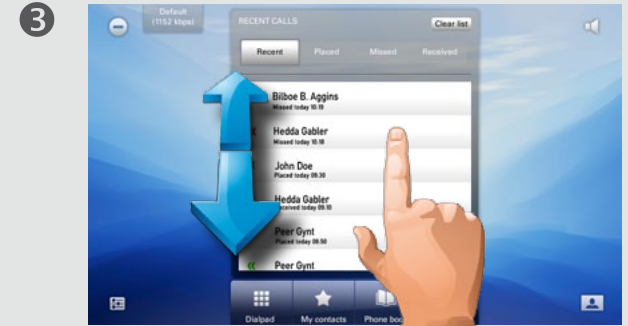 3
Default
(1152 kbps)
RECENT CALLS
Clear list
Recent Placed Missed Received
Bilboe B. Aggins
Missed today 10:19
Hedda Gabler
Missed today 10:18
John Doe
Placed today 09:30
Hedda Gabler
Received today 09:10
Peer Gynt
Placed today 08:50
Peer Gynt
Dialpad My contacts Phone